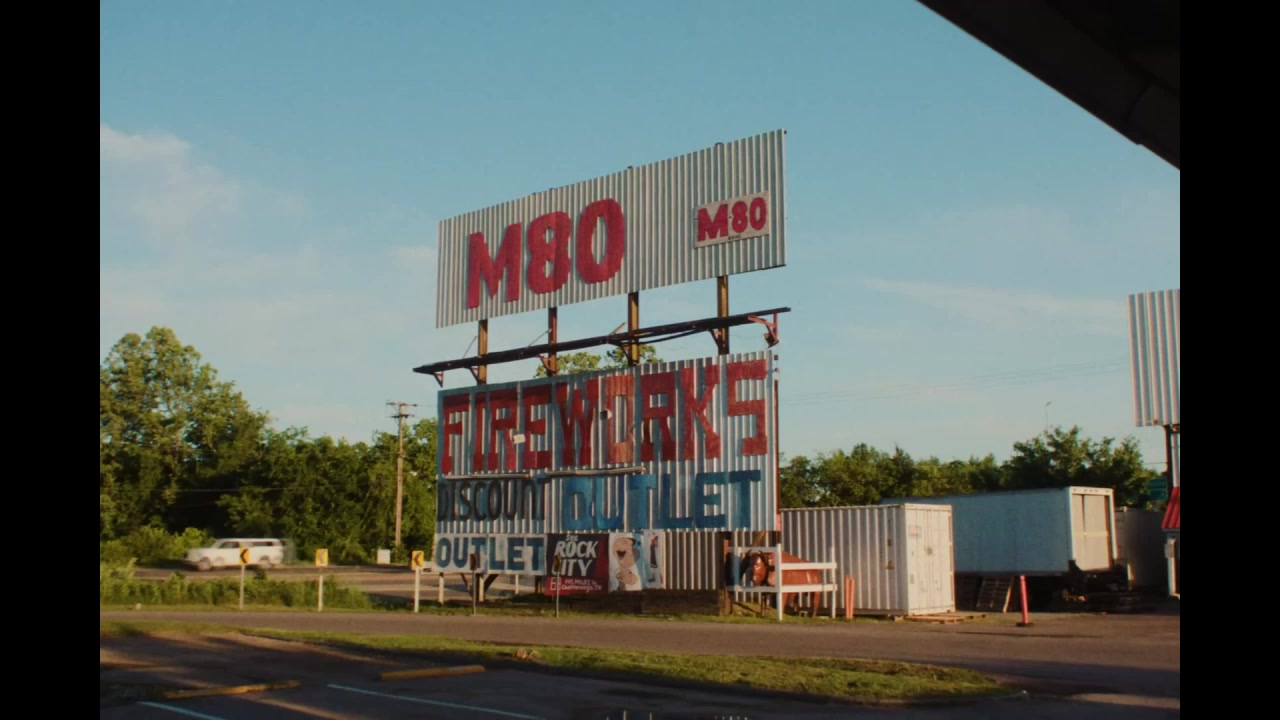 M80
M80
FIREWORKS
DISCOUNT OUTLET
OUTLET
ROCK
CITY